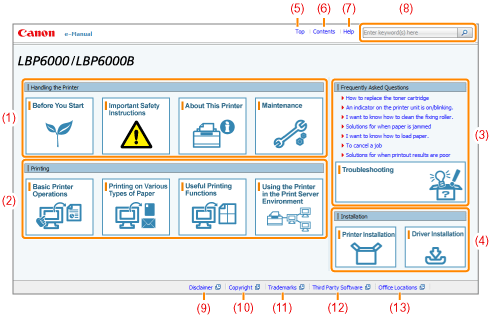 (5) (6) (7) (8)
Canon e-Manual Top Contents Help Enter keyword(s) here
LBP6000/LBP6000B
(1)
Handling the Printer
Before You Start
Important Safety Instructions
About This Printer
Maintenance
(2)
Printing
Basic Printer Operations
Printing on Various Types of Paper
Useful Printing Functions
Using the Printer in the Print Server Environment
Frequently Asked Questions
How to replace the toner cartridge
An indicator on the printer unit is on/blinking.
I want to know how to clean the fixing roller.
Solutions for when paper is jammed
I want to know how to load paper.
To cancel a job
Solutions for when printout results are poor
(3)
Troubleshooting
Installation
(4)
Printer Installation
Driver Installation
Disclaimer Copyright Trademarks Third Party Software Office Locations
(9) (10) (11) (12) (13)